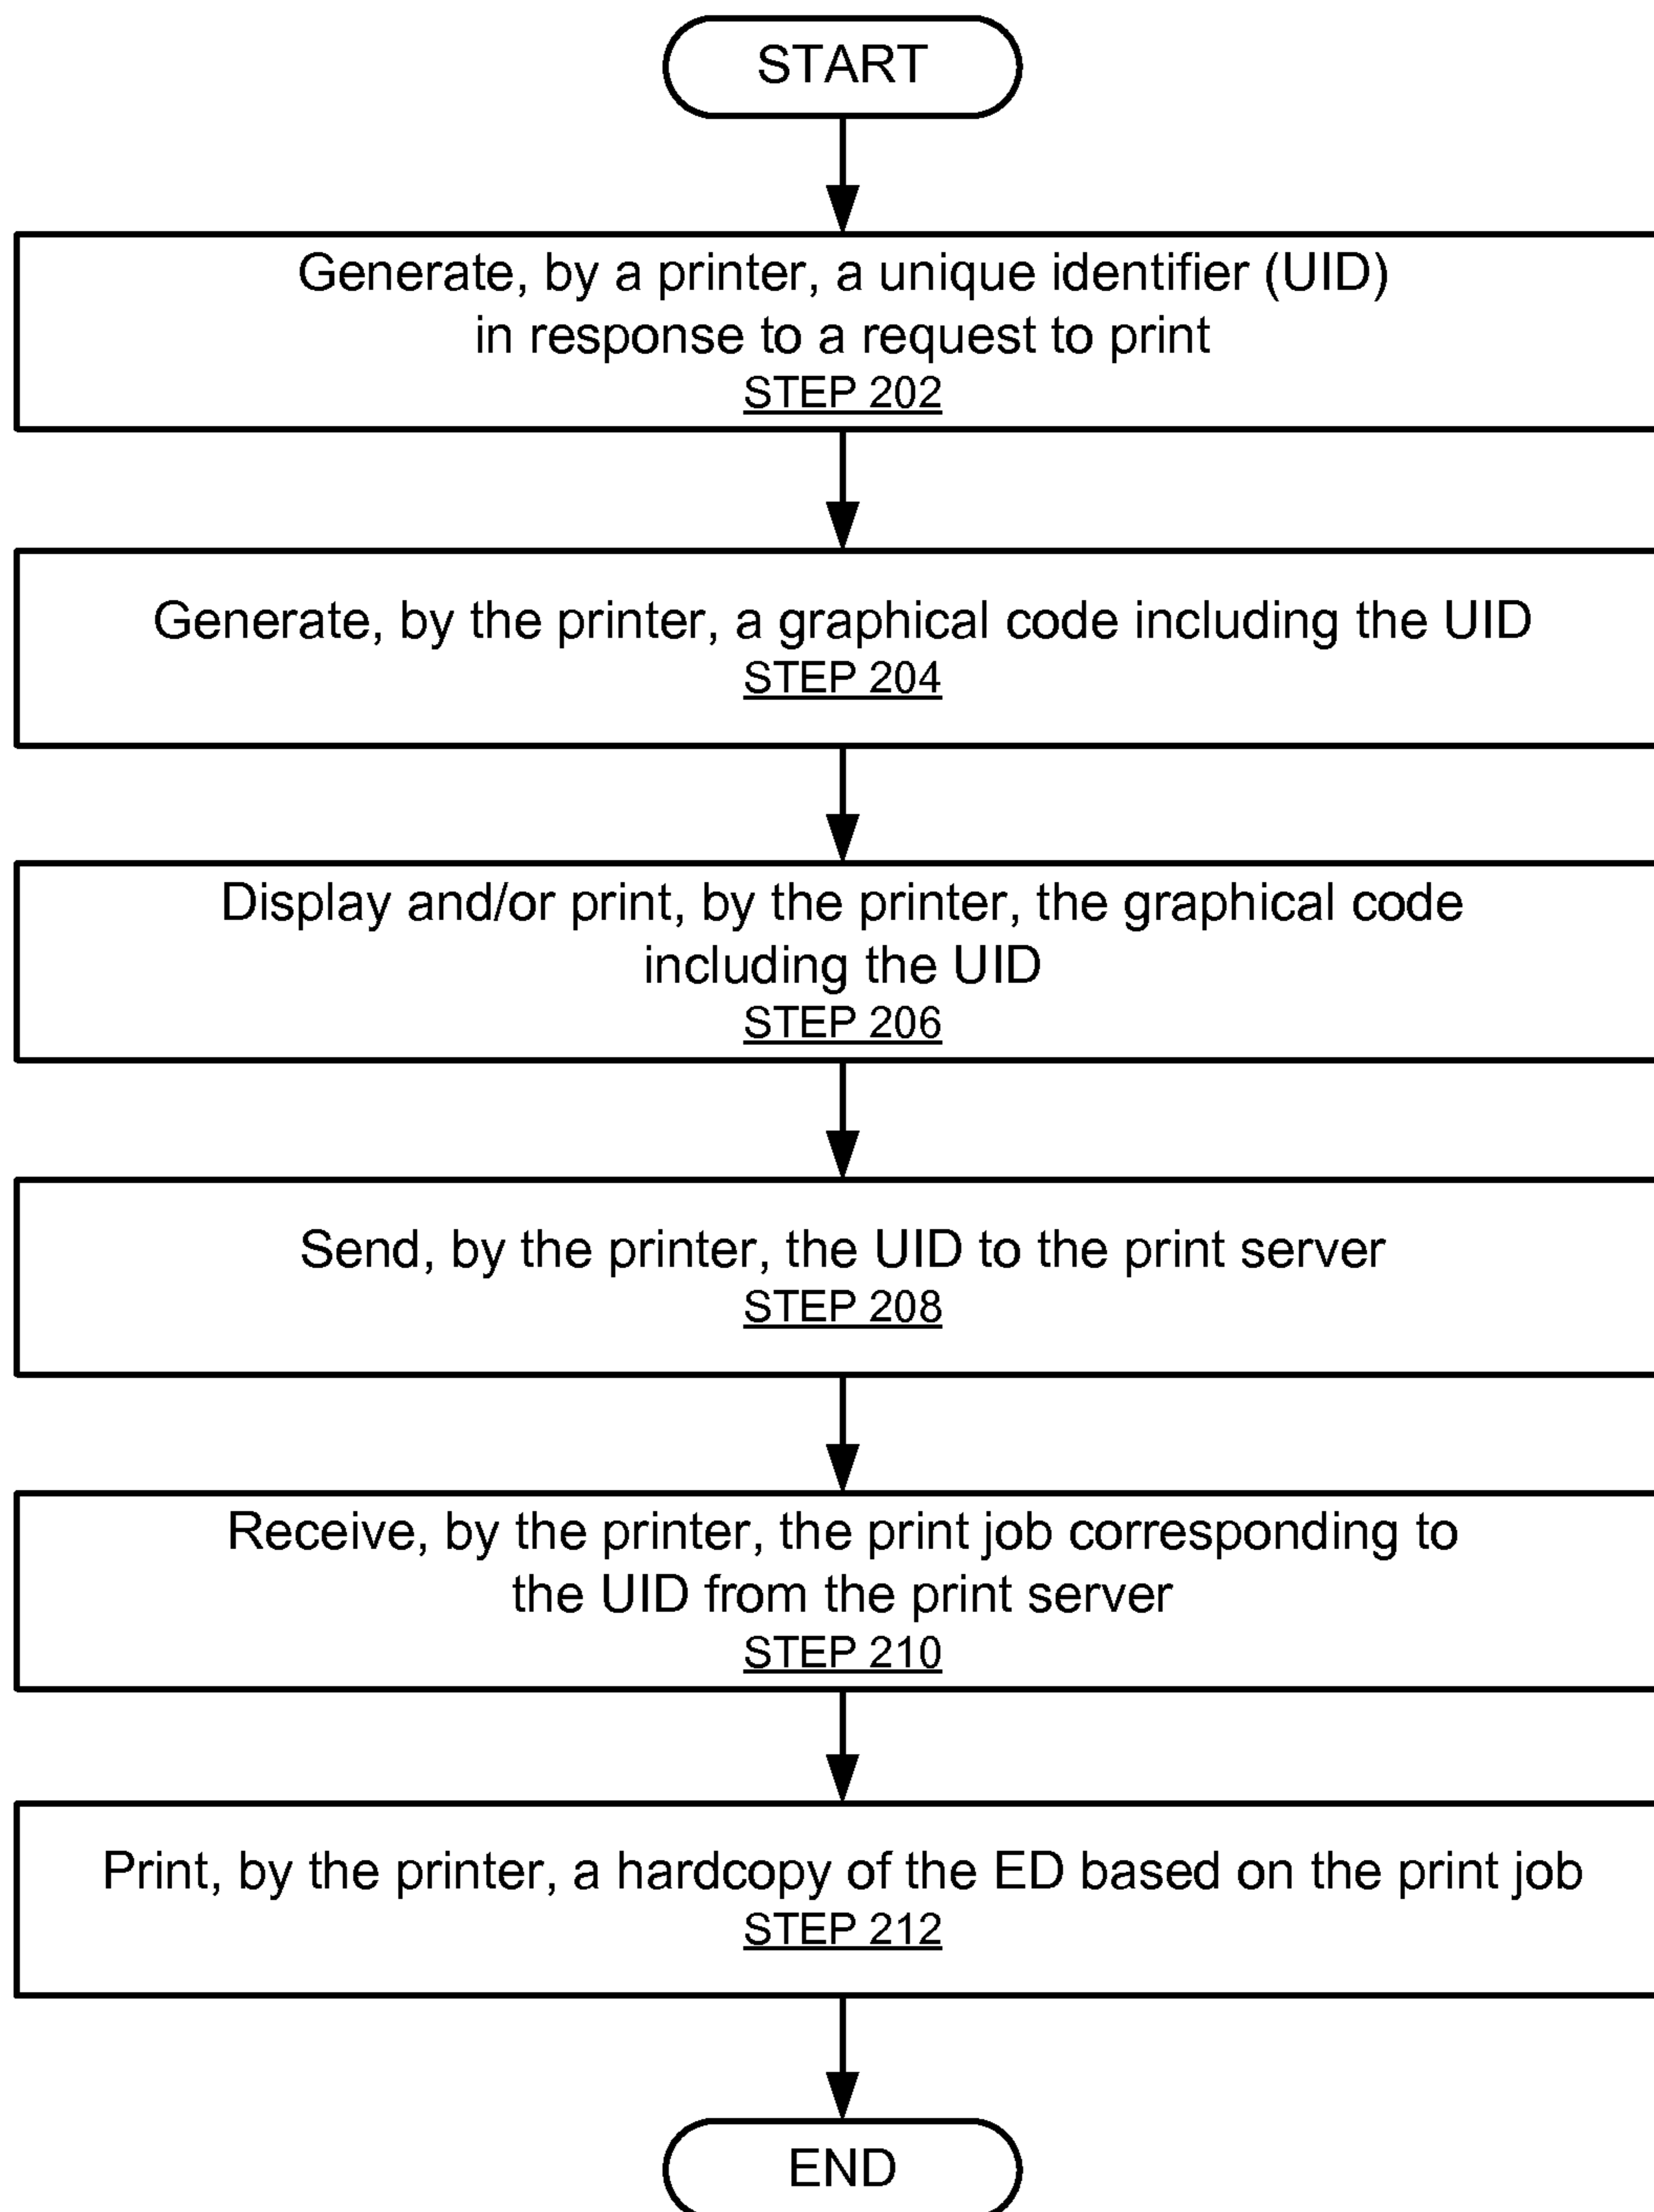 START
Generate, by a printer, a unique identifier (UID)
in response to a request to print
STEP 202
Generate, by the printer, a graphical code including the UID
STEP 204
Display and/or print, by the printer, the graphical code
including the UID
STEP 206
Send, by the printer, the UID to the print server
STEP 208
Receive, by the printer, the print job corresponding to
the UID from the print server
STEP 210
Print, by the printer, a hardcopy of the ED based on the print job
STEP 212
END